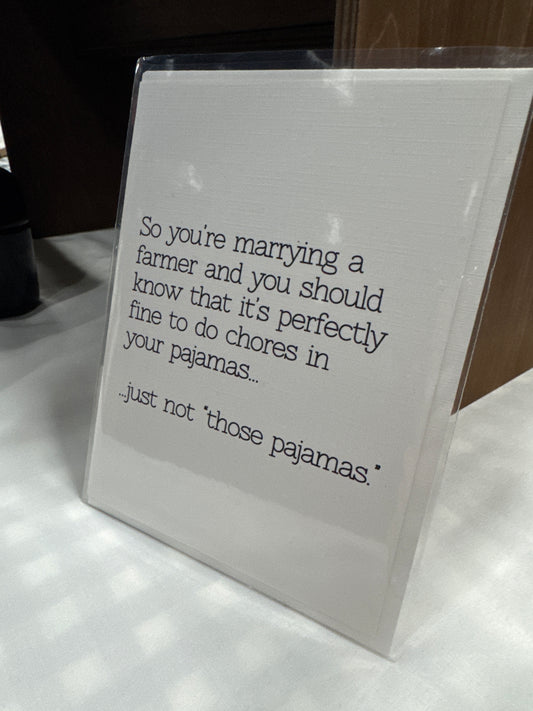 So you're marrying a
farmer and you should
know that it's perfectly
fine to do chores in
your pajamas...
...just not "those pajamas."